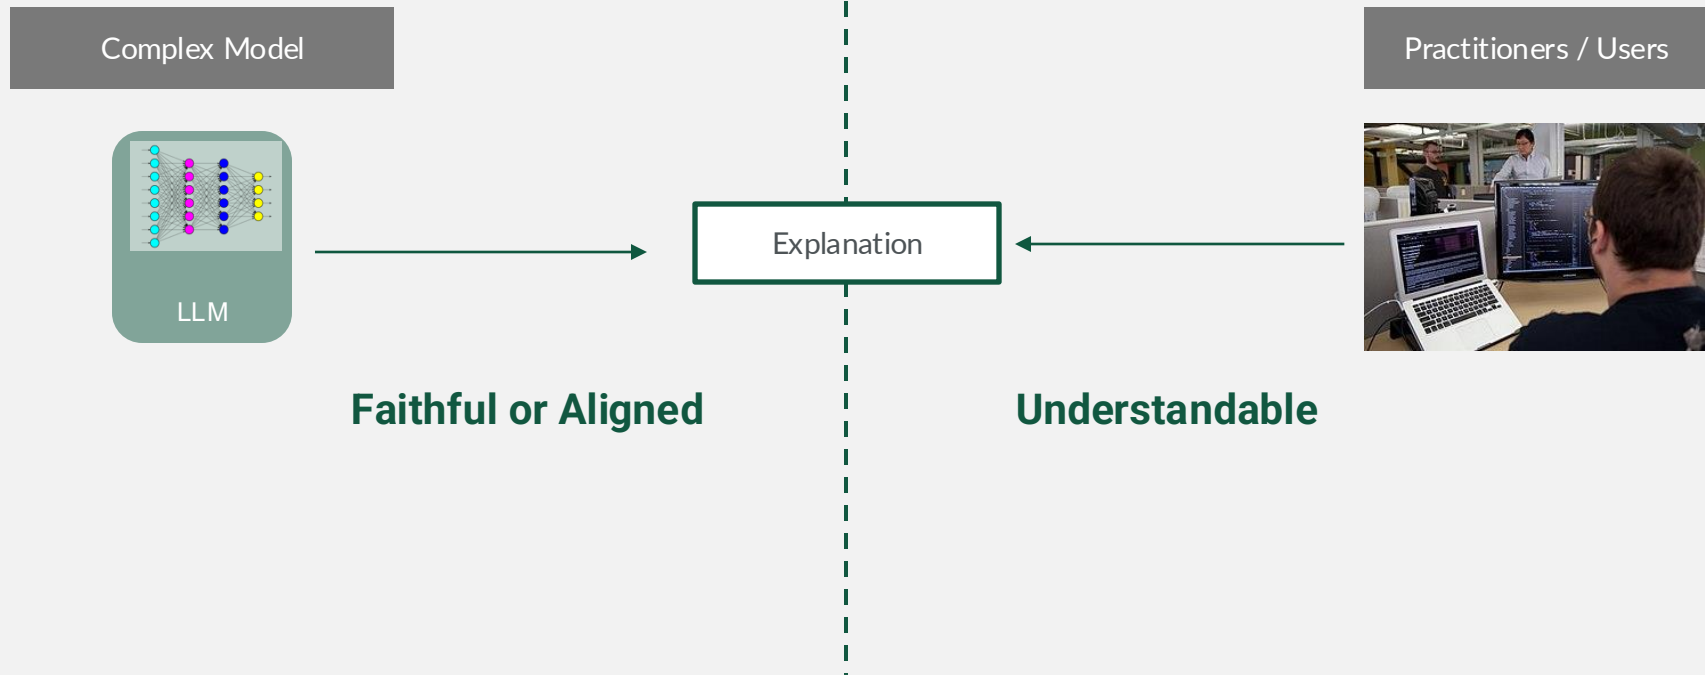 Complex Model
Practitioners / Users
LLM
Explanation
Faithful or Aligned
Understandable